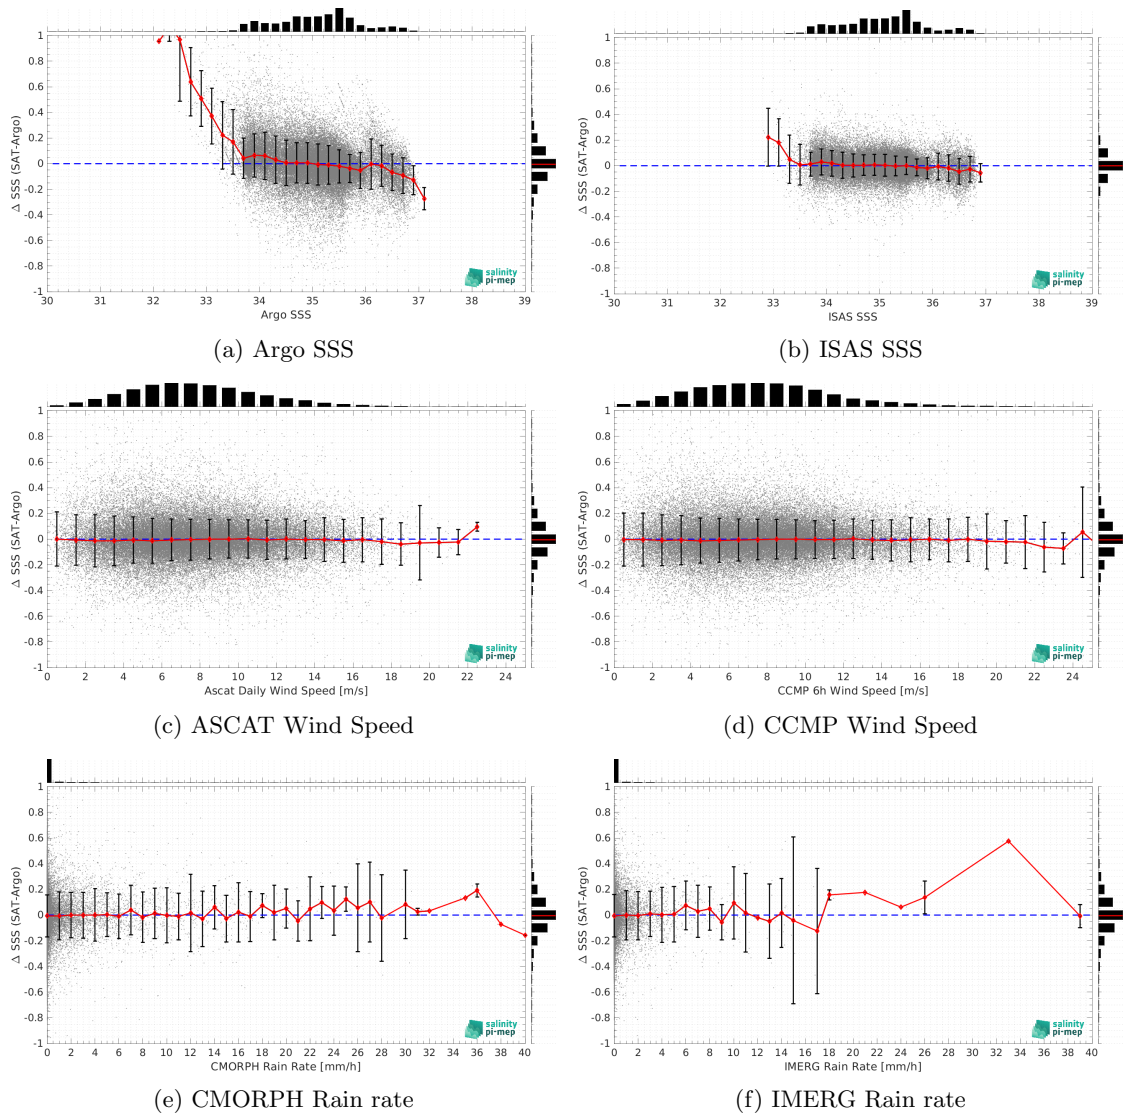 1
0.8
0.6
0.4
0.2
0
-0.2
-0.4
-0.6
-0.8
-1
Δ SSS (SAT-Argo)
30 31 32 33 34 35 36 37 38 39
Argo SSS
salinity
pi-mep
(a) Argo SSS
1
0.8
0.6
0.4
0.2
0
-0.2
-0.4
-0.6
-0.8
-1
Δ SSS (SAT-Argo)
30 31 32 33 34 35 36 37 38 39
ISAS SSS
salinity
pi-mep
(b) ISAS SSS
1
0.8
0.6
0.4
0.2
0
-0.2
-0.4
-0.6
-0.8
-1
Δ SSS (SAT-Argo)
0 2 4 6 8 10 12 14 16 18 20 22 24
Ascat Daily Wind Speed [m/s]
salinity
pi-mep
(c) ASCAT Wind Speed
1
0.8
0.6
0.4
0.2
0
-0.2
-0.4
-0.6
-0.8
-1
Δ SSS (SAT-Argo)
0 2 4 6 8 10 12 14 16 18 20 22 24
CCMP 6h Wind Speed [m/s]
salinity
pi-mep
(d) CCMP Wind Speed
1
0.8
0.6
0.4
0.2
0
-0.2
-0.4
-0.6
-0.8
-1
Δ SSS (SAT-Argo)
0 2 4 6 8 10 12 14 16 18 20 22 24 26 28 30 32 34 36 38 40
CMORPH Rain Rate [mm/h]
salinity
pi-mep
(e) CMORPH Rain rate
1
0.8
0.6
0.4
0.2
0
-0.2
-0.4
-0.6
-0.8
-1
Δ SSS (SAT-Argo)
0 2 4 6 8 10 12 14 16 18 20 22 24 26 28 30 32 34 36 38 40
IMERG Rain Rate [mm/h]
salinity
pi-mep
(f) IMERG Rain rate